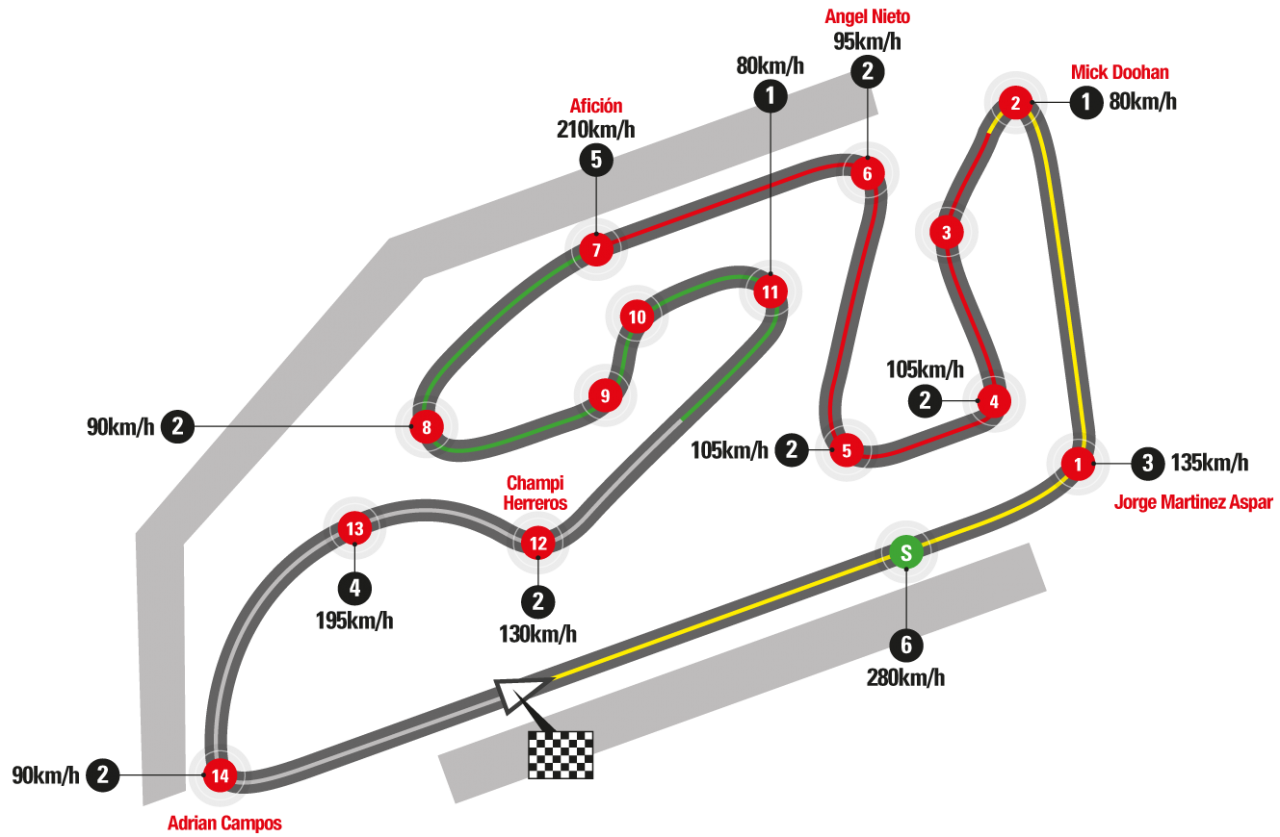 Angel Nieto
95km/h
2
Mick Doohan
2
1 80km/h
80km/h
1
Afición
210km/h
5
6
3
7
11
10
105km/h
2
4
9
90km/h 2
8
105km/h 2
5
1
3 135km/h
Jorge Martinez Aspar
Champi
Herreros
13
12
S
4
195km/h
2
130km/h
6
280km/h
90km/h 2
14
Adrian Campos